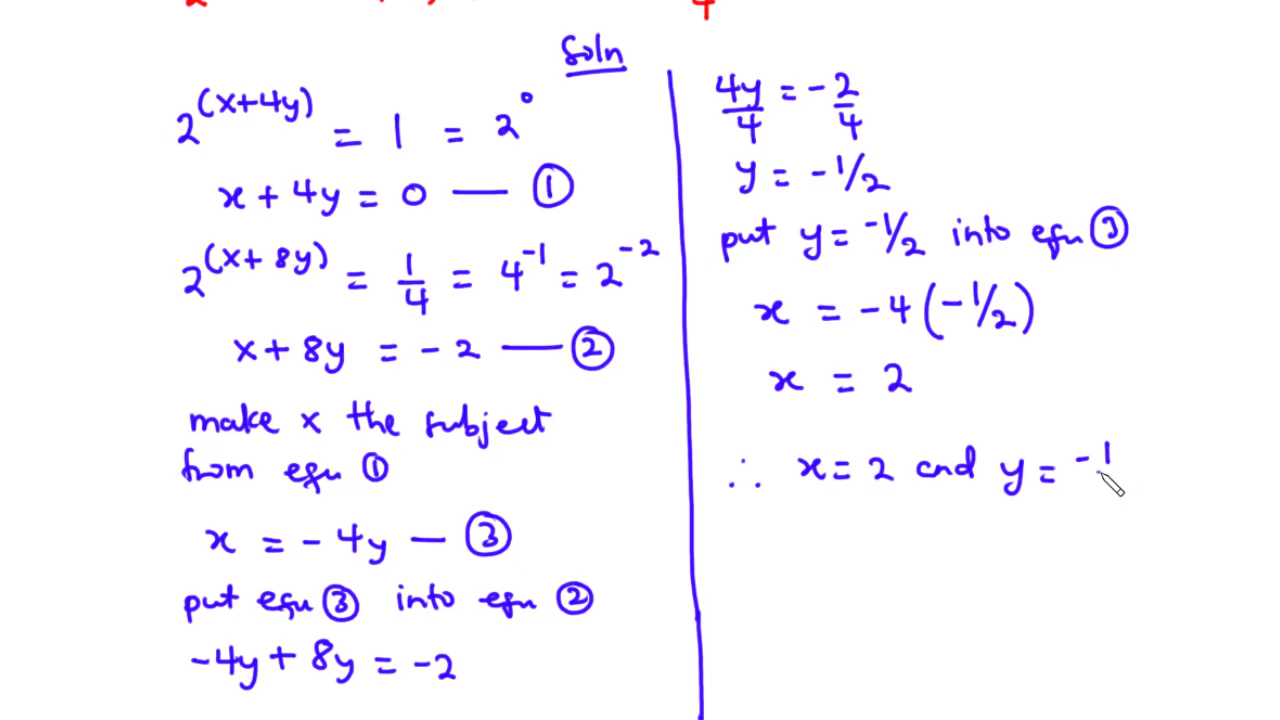 Soln
2^(x+4y) = 1 = 2^0
x + 4y = 0 — ①
2^(x+8y) = 1/4 = 4^-1 = 2^-2
x + 8y = -2 — ②
make x the subject
from eqn ①
x = -4y — ③
put eqn ③ into eqn ②
-4y + 8y = -2
4y/4 = -2/4
y = -1/2
put y = -1/2 into eqn ③
x = -4(-1/2)
x = 2
∴ x = 2 and y = -1